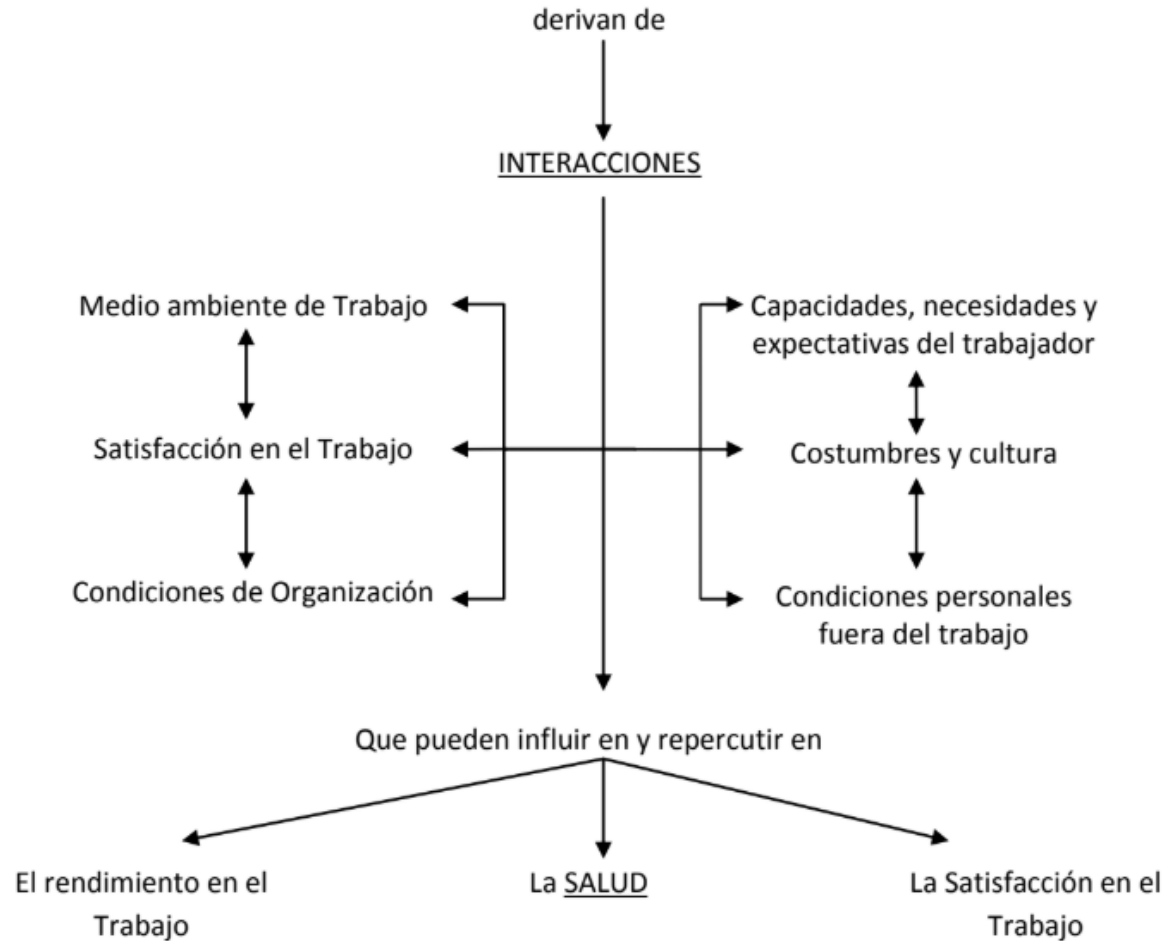 derivan de
INTERACCIONES
Medio ambiente de Trabajo
Capacidades, necesidades y
expectativas del trabajador
Satisfacción en el Trabajo
Costumbres y cultura
Condiciones de Organización
Condiciones personales
fuera del trabajo
Que pueden influir en y repercutir en
El rendimiento en el
Trabajo
La SALUD
La Satisfacción en el
Trabajo